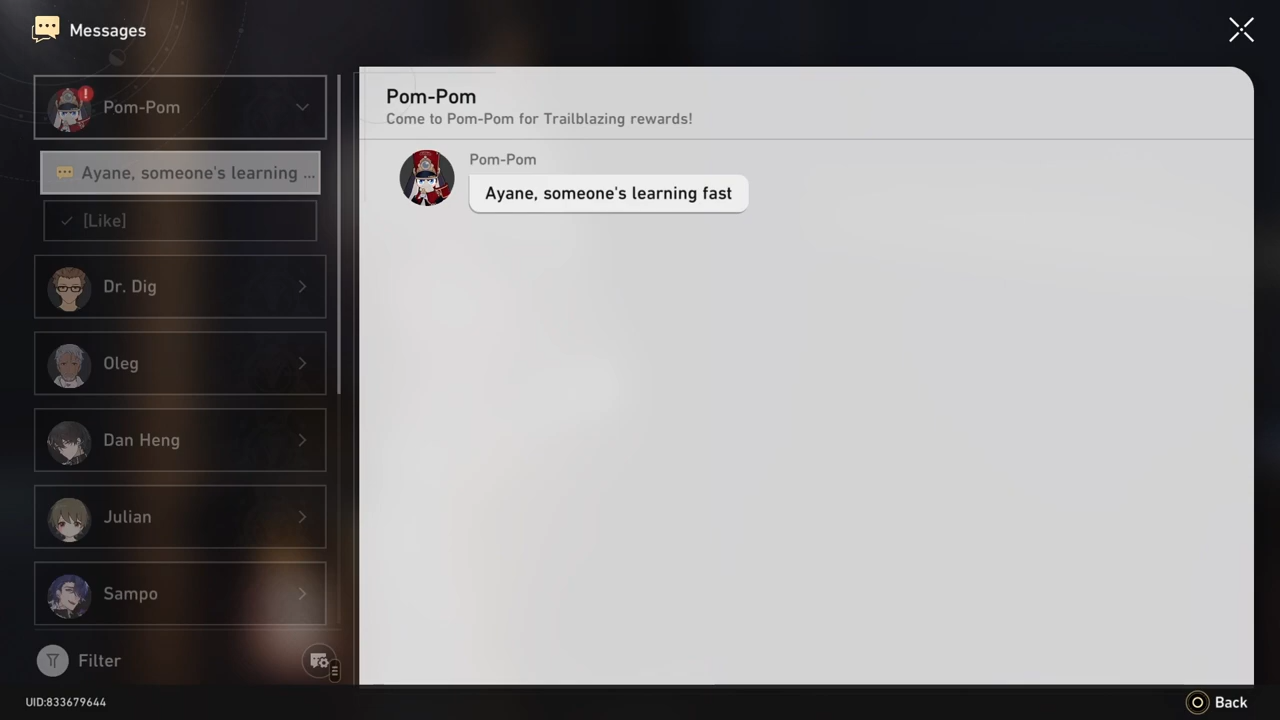 Messages
Pom-Pom
Ayane, someone's learning ...
[Like]
Dr. Dig
Oleg
Dan Heng
Julian
Sampo
Filter
Pom-Pom
Come to Pom-Pom for Trailblazing rewards!
Pom-Pom
Ayane, someone's learning fast
UID:833679644
Back